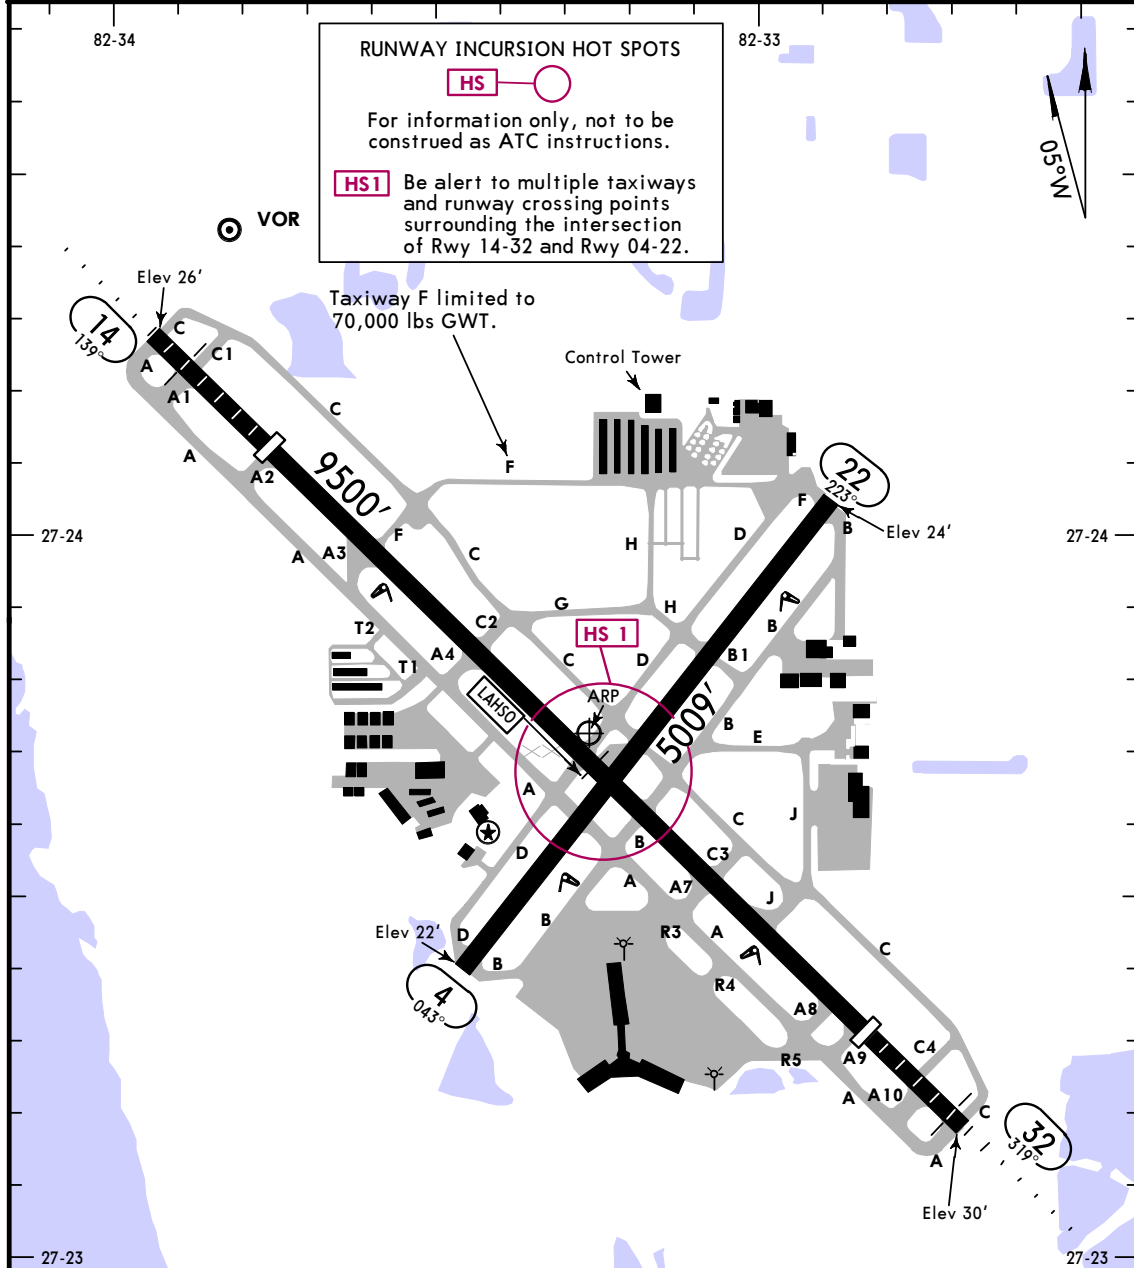 82-34
82-33
RUNWAY INCURSION HOT SPOTS
HS
For information only, not to be
construed as ATC instructions.
HS1
Be alert to multiple taxiways
and runway crossing points
surrounding the intersection
of Rwy 14-32 and Rwy 04-22.
05°W
VOR
Elev 26'
Taxiway F limited to
70,000 lbs GWT.
14
139°
C
C1
A
A1
Control Tower
C
A
A2
F
9500'
22
223°
F
B
Elev 24'
27-24
27-24
F
D
H
A
A3
C
G
H
B
T2
C2
HS 1
A4
T1
C
D
B1
LAHSO
ARP
5009'
B
E
A
C
J
D
B
C3
A
A7
J
B
R3
A
C
D
B
Elev 22'
4
043°
R4
A8
A9
C4
R5
A
A10
C
32
319°
A
Elev 30'
27-23
27-23